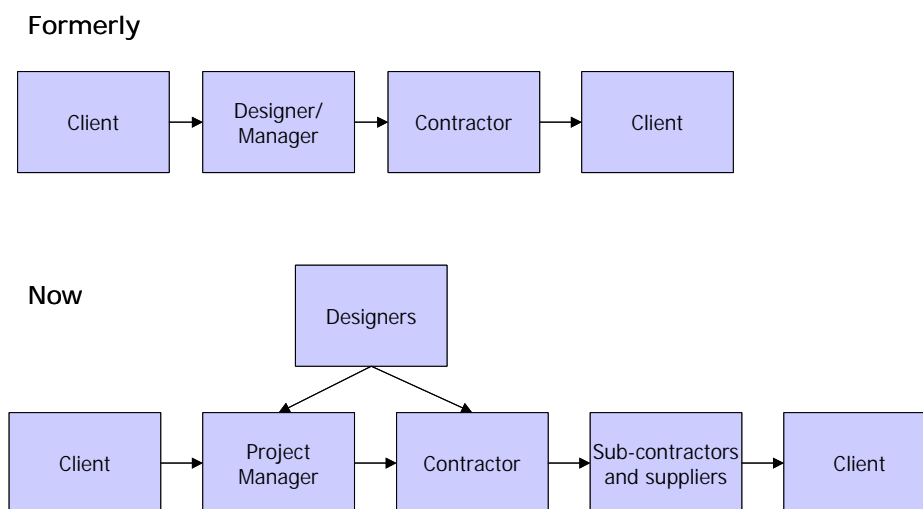 Formerly
Client
Designer/
Manager
Contractor
Client
Now
Designers
Client
Project
Manager
Contractor
Sub-contractors
and suppliers
Client